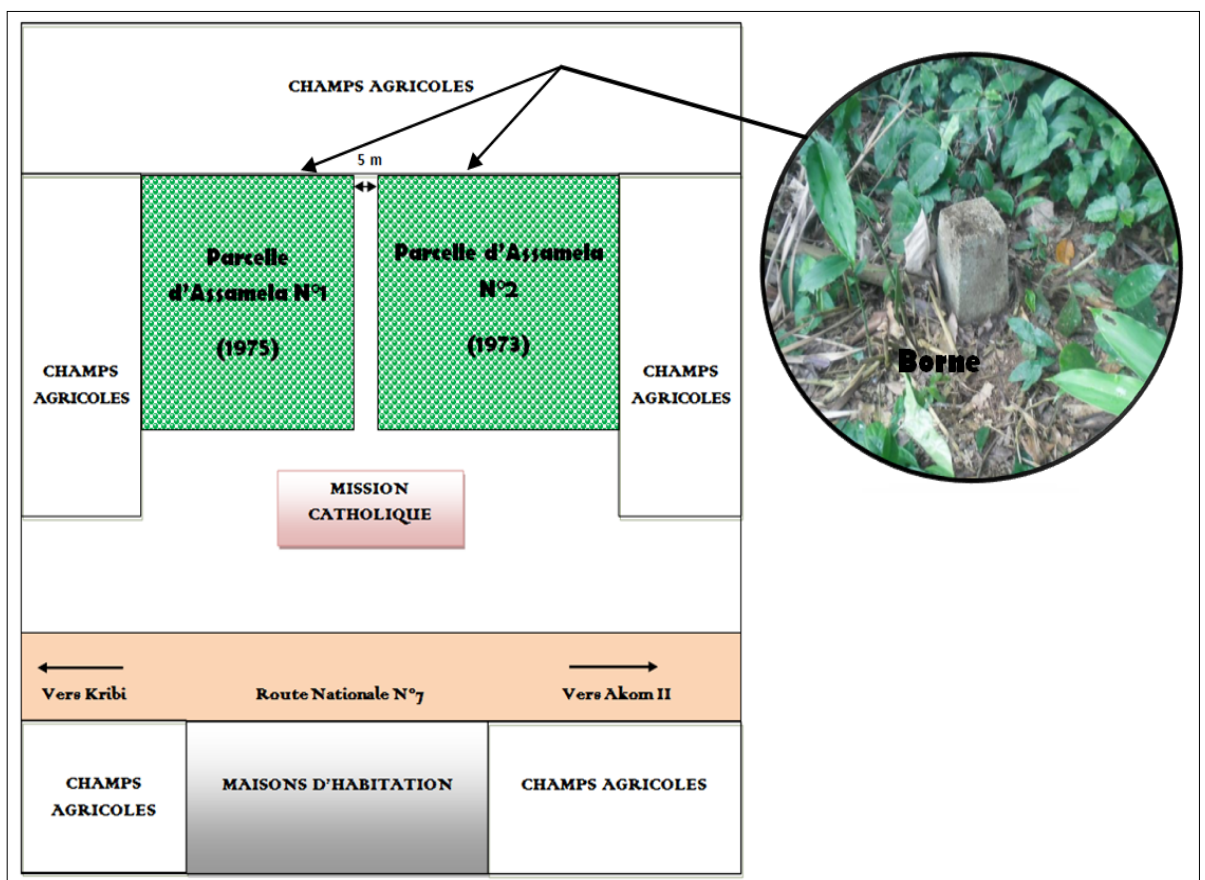 CHAMPS AGRICOLES
5 m
Parcelle
d'Assamela N°1
(1975)
Parcelle d'Assamela
N°2
(1973)
CHAMPS
AGRICOLES
CHAMPS
AGRICOLES
Borne
MISSION
CATHOLIQUE
Vers Kribi
Route Nationale N°7
Vers Akom II
CHAMPS
AGRICOLES
MAISONS D'HABITATION
CHAMPS AGRICOLES